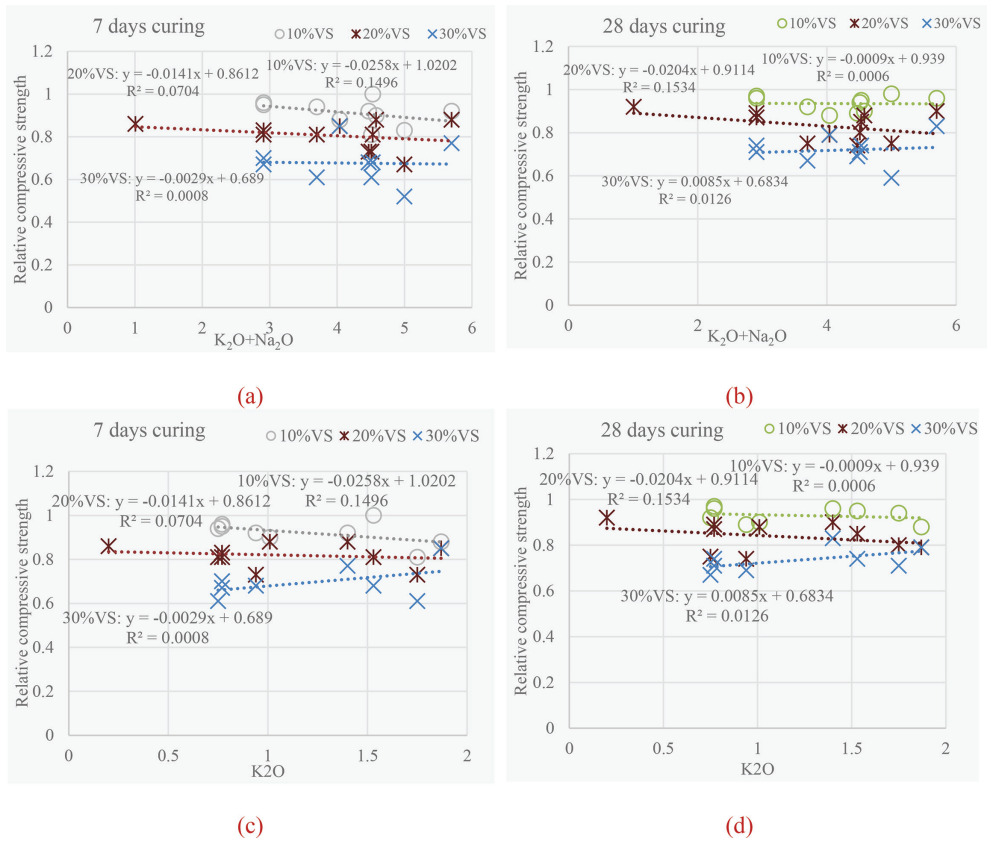 7 days curing
10%VS 20%VS 30%VS
1.2
1
0.8
0.6
0.4
0.2
0
20%VS: y = -0.0141x + 0.8612
R² = 0.0704
10%VS: y = -0.0258x + 1.0202
R² = 0.1496
30%VS: y = -0.0029x + 0.689
R² = 0.0008
Relative compressive strength
0 1 2 3 4 5 6
K₂O+Na₂O
(a)
28 days curing
10%VS 20%VS 30%VS
1.2
1
0.8
0.6
0.4
0.2
0
20%VS: y = -0.0204x + 0.9114
R² = 0.1534
10%VS: y = -0.0009x + 0.939
R² = 0.0006
30%VS: y = 0.0085x + 0.6834
R² = 0.0126
Relative compressive strength
0 2 4 6
K₂O+Na₂O
(b)
7 days curing
10%VS 20%VS 30%VS
1.2
1
0.8
0.6
0.4
0.2
0
10%VS: y = -0.0258x + 1.0202
R² = 0.1496
20%VS: y = -0.0141x + 0.8612
R² = 0.0704
30%VS: y = -0.0029x + 0.689
R² = 0.0008
Relative compressive strength
0 0.5 1 1.5 2
K2O
(c)
28 days curing
10%VS 20%VS 30%VS
1.2
1
0.8
0.6
0.4
0.2
0
10%VS: y = -0.0009x + 0.939
R² = 0.0006
20%VS: y = -0.0204x + 0.9114
R² = 0.1534
30%VS: y = 0.0085x + 0.6834
R² = 0.0126
Relative compressive strength
0 0.5 1 1.5 2
K2O
(d)